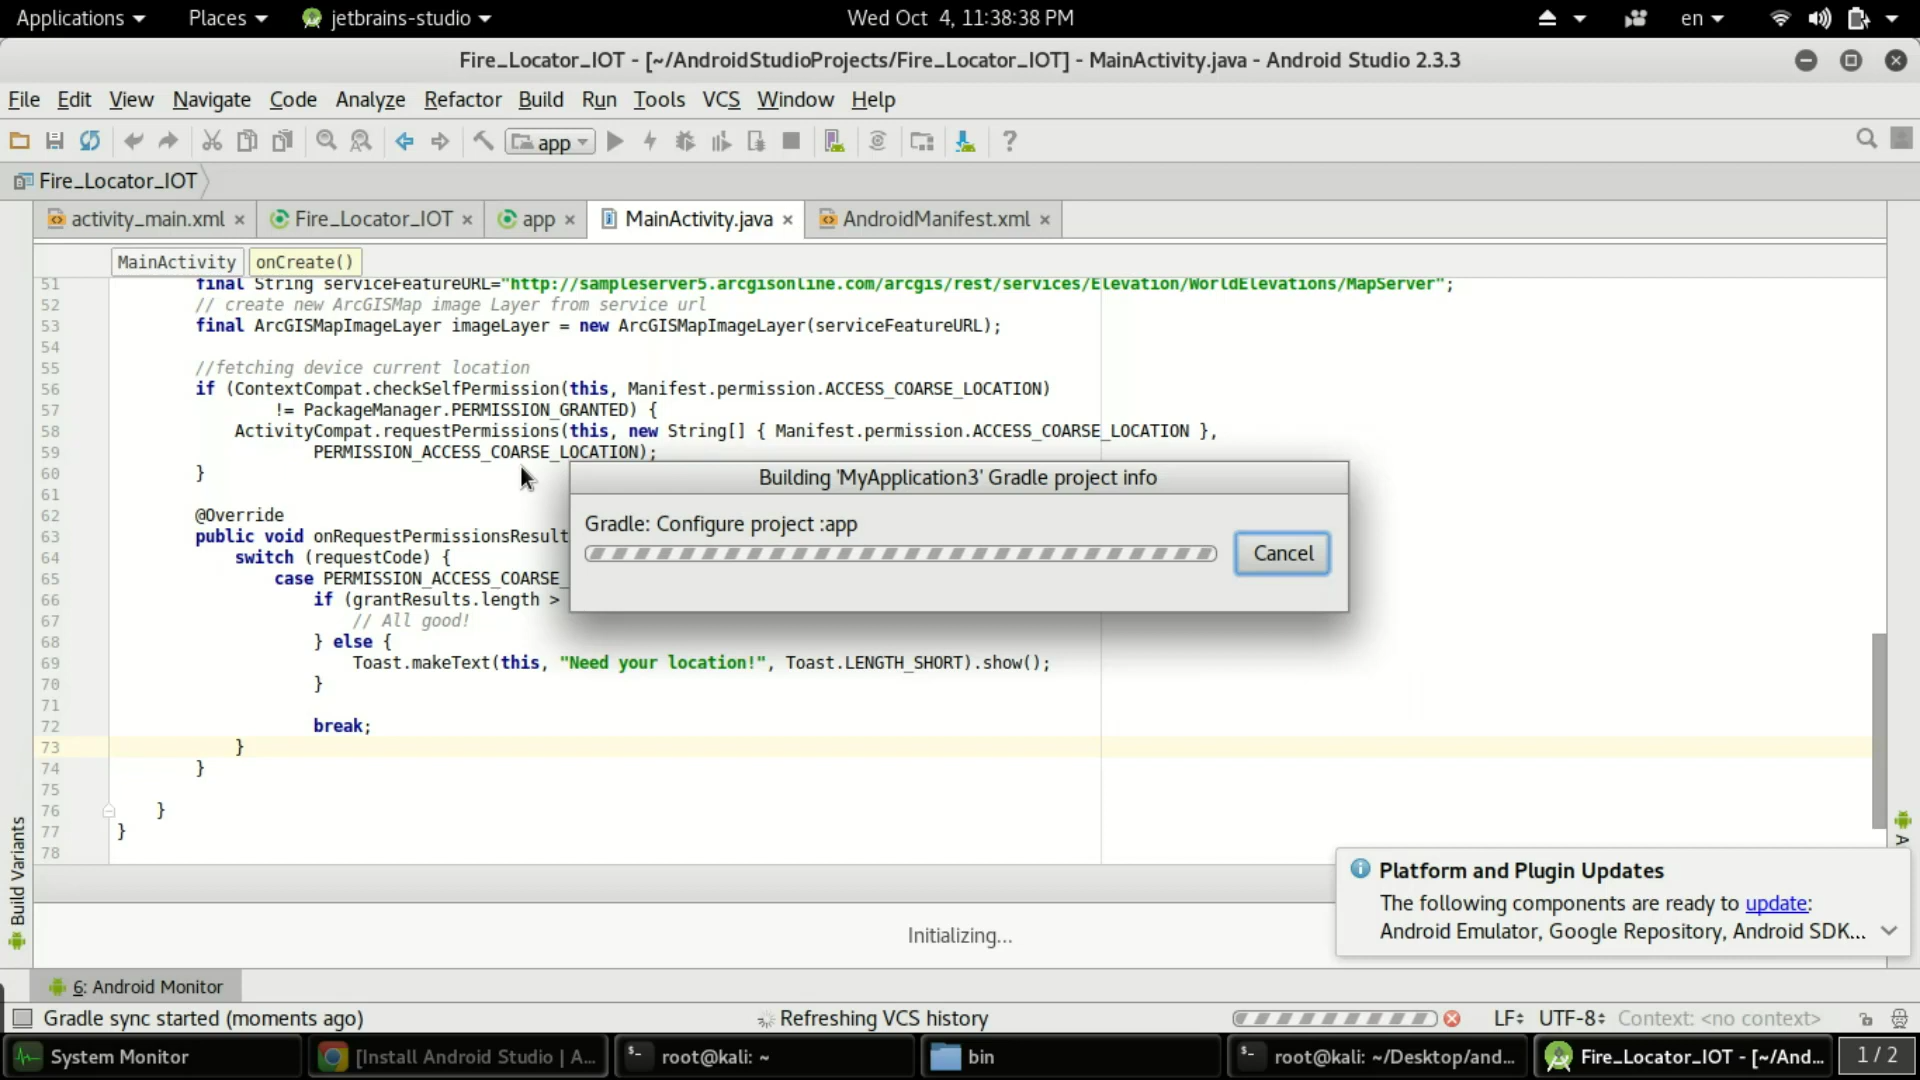 Applications Places jetbrains-studio Wed Oct 4, 11:38:38 PM en
Fire_Locator_IOT - [~/AndroidStudioProjects/Fire_Locator_IOT] - MainActivity.java - Android Studio 2.3.3
File Edit View Navigate Code Analyze Refactor Build Run Tools VCS Window Help
app
Fire_Locator_IOT
activity_main.xml Fire_Locator_IOT app MainActivity.java AndroidManifest.xml
MainActivity onCreate()
51 final String serviceFeatureURL="http://sampleserver5.arcgisonline.com/arcgis/rest/services/Elevation/WorldElevations/MapServer";
52 // create new ArcGISMap image Layer from service url
53 final ArcGISMapImageLayer imageLayer = new ArcGISMapImageLayer(serviceFeatureURL);
54
55 //fetching device current location
56 if (ContextCompat.checkSelfPermission(this, Manifest.permission.ACCESS_COARSE_LOCATION)
57 != PackageManager.PERMISSION_GRANTED) {
58 ActivityCompat.requestPermissions(this, new String[] { Manifest.permission.ACCESS_COARSE_LOCATION },
59 PERMISSION_ACCESS_COARSE_LOCATION);
60 }
61
62 @Override
63 public void onRequestPermissionsResult
64 switch (requestCode) {
65 case PERMISSION_ACCESS_COARSE_
66 if (grantResults.length >
67 // All good!
68 } else {
69 Toast.makeText(this, "Need your location!", Toast.LENGTH_SHORT).show();
70 }
71
72 break;
73 }
74 }
75
76 }
77 }
78
Building 'MyApplication3' Gradle project info
Gradle: Configure project :app
Cancel
Build Variants
A
Platform and Plugin Updates
The following components are ready to update:
Android Emulator, Google Repository, Android SDK...
Initializing...
6: Android Monitor
Gradle sync started (moments ago) Refreshing VCS history LF UTF-8 Context: <no context>
System Monitor [Install Android Studio | A... root@kali: ~ bin root@kali: ~/Desktop/and... Fire_Locator_IOT - [~/And... 1 / 2